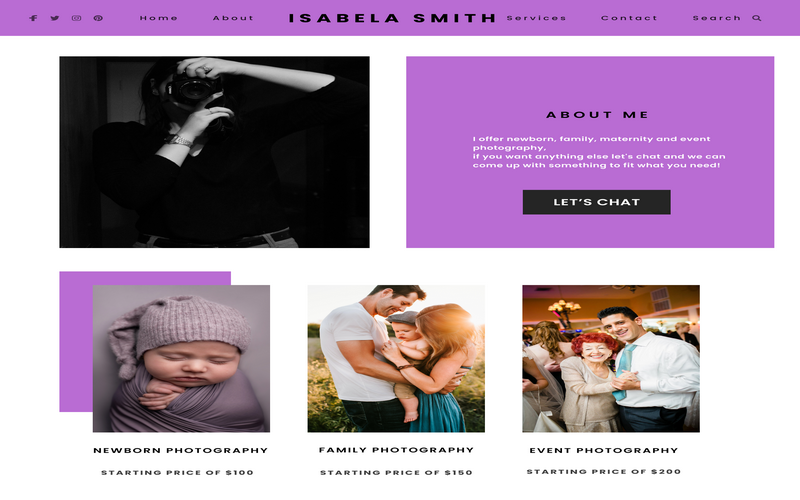 Home
About
ISABELA SMITH
Services
Contact
Search
ABOUT ME
I offer newborn, family, maternity and event
photography,
if you want anything else let's chat and we can
come up with something to fit what you need!
LET'S CHAT
NEWBORN PHOTOGRAPHY
FAMILY PHOTOGRAPHY
EVENT PHOTOGRAPHY
STARTING PRICE OF $100
STARTING PRICE OF $150
STARTING PRICE OF $200